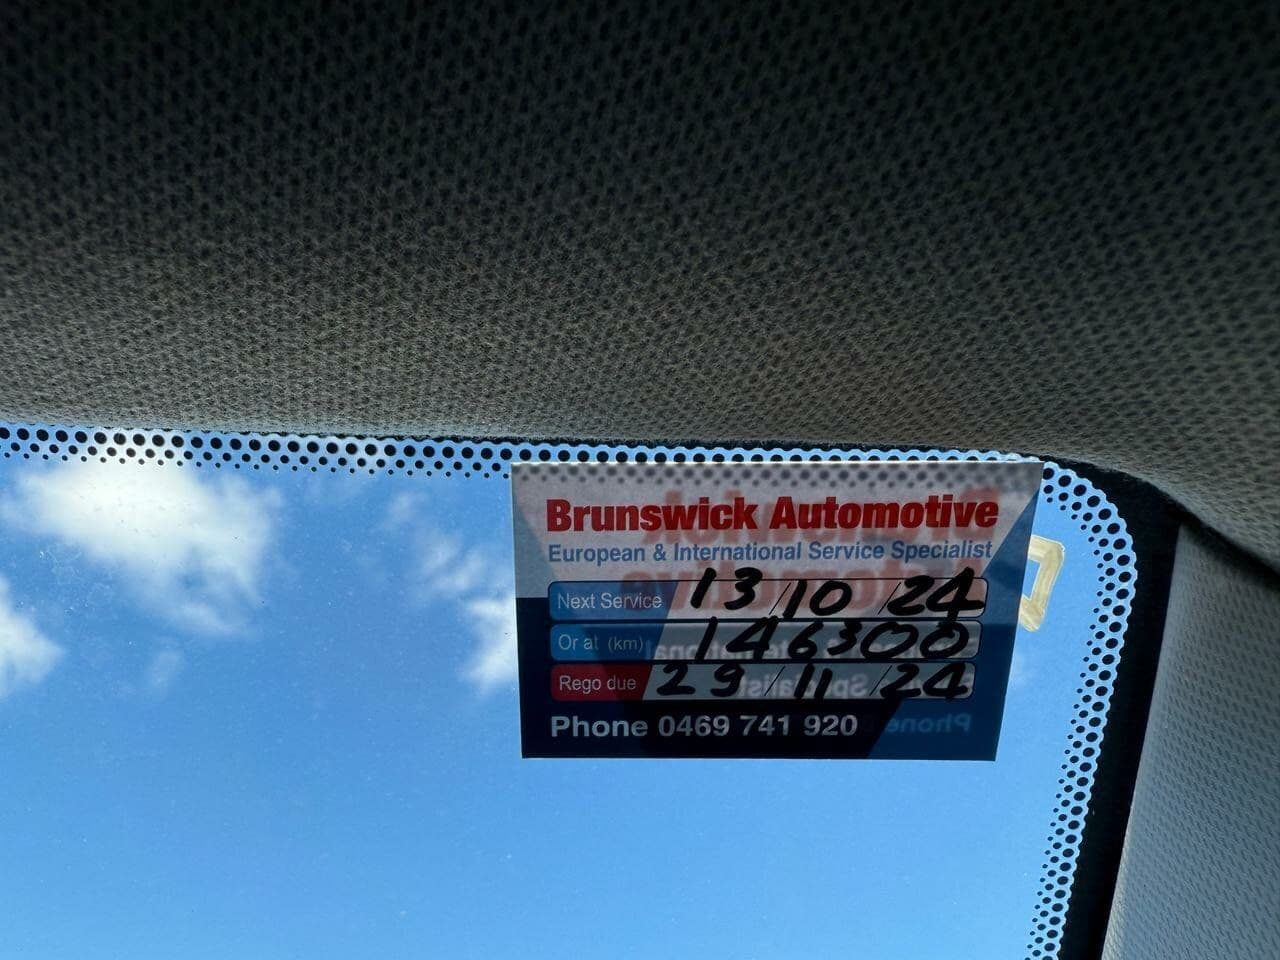 Brunswick Automotive
European & International Service Specialist
Next Service 13/10/24
Or at (km) 146300
Rego due 29/11/24
Phone 0469 741 920